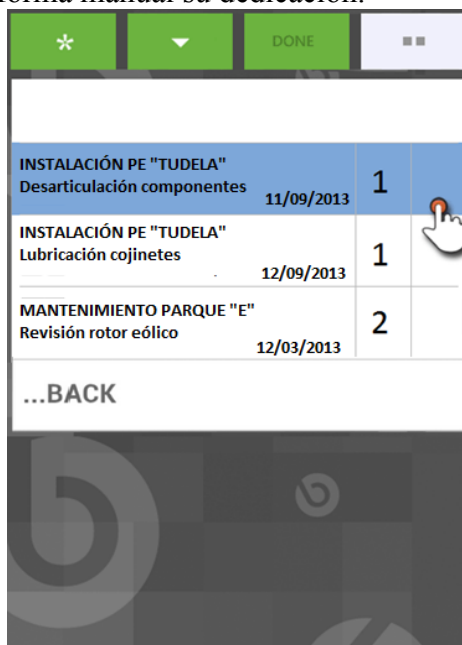 forma manual su dedicación.
* DONE
INSTALACIÓN PE "TUDELA"
Desarticulación componentes
11/09/2013
1
INSTALACIÓN PE "TUDELA"
Lubricación cojinetes
12/09/2013
1
MANTENIMIENTO PARQUE "E"
Revisión rotor eólico
12/03/2013
2
...BACK